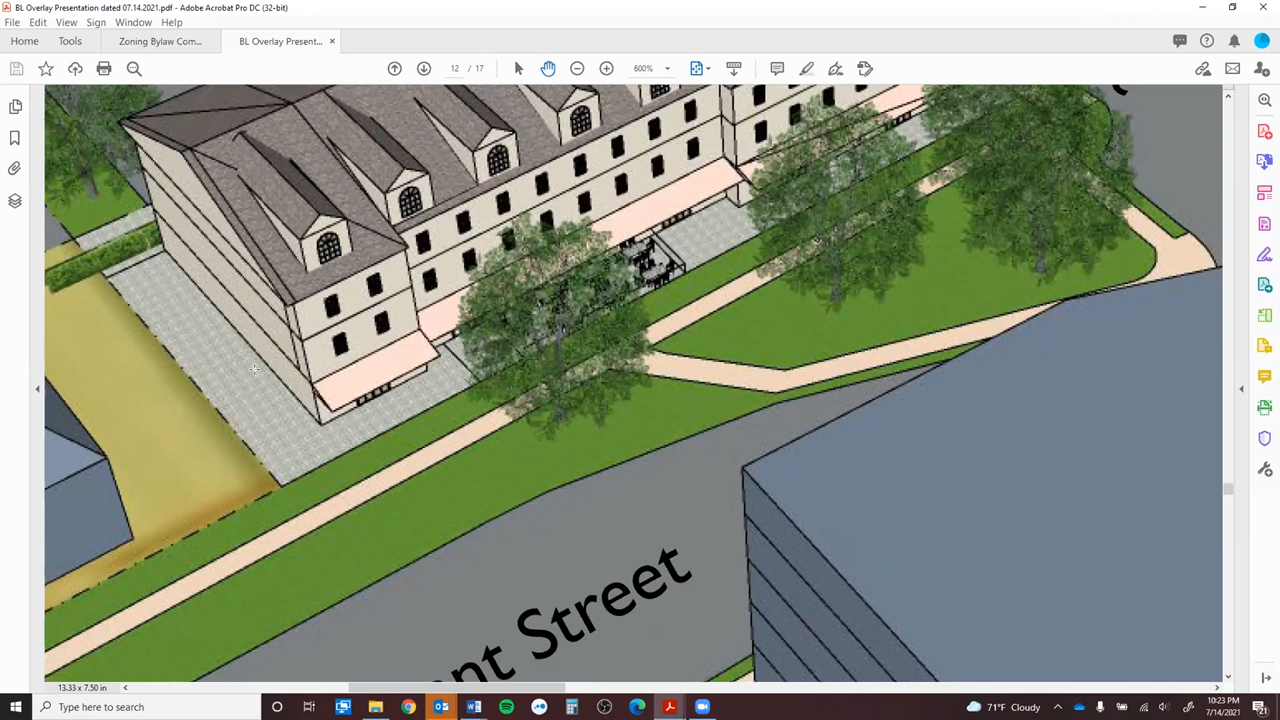 BL Overlay Presentation dated 07.14.2021.pdf - Adobe Acrobat Pro DC (32-bit)
File Edit View Sign Window Help
Home Tools Zoning Bylaw Com... BL Overlay Present... ×
12 / 17 600%
nt Street
13.33 x 7.50 in
Type here to search
71°F Cloudy
10:23 PM
7/14/2021
21